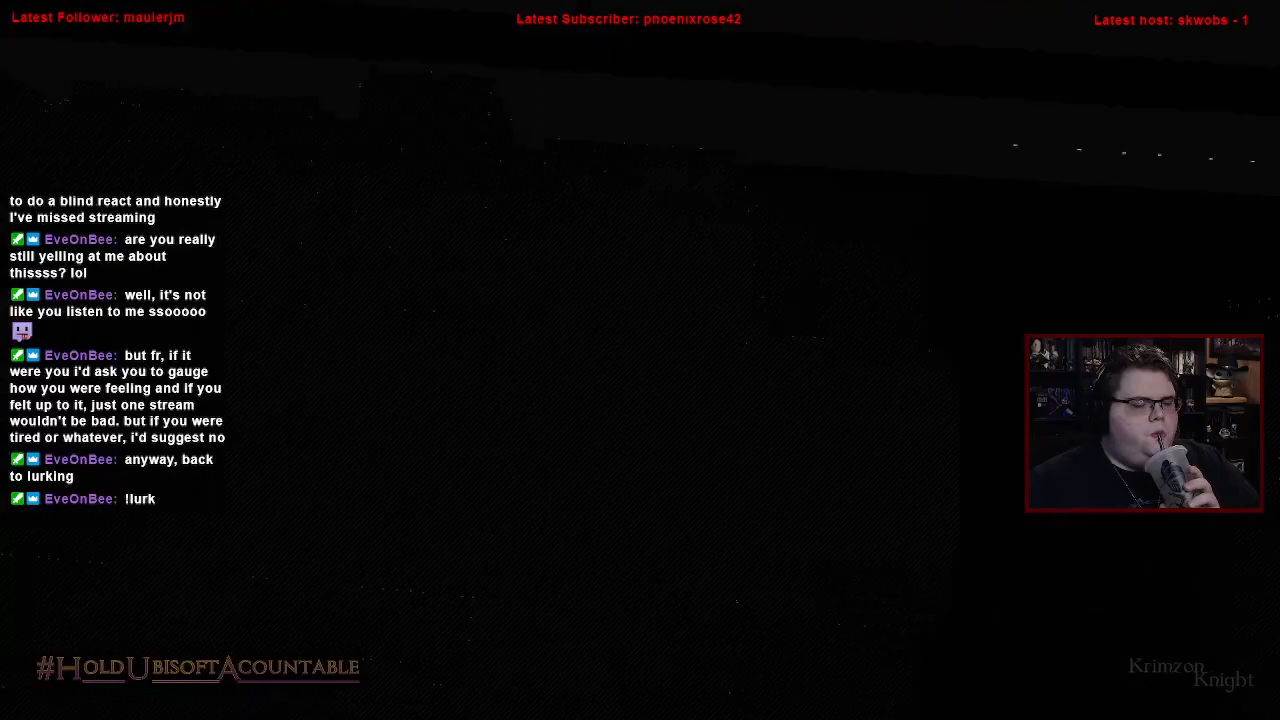 Latest Follower: maulerjm
Latest Subscriber: phoenixrose42
Latest host: skwobs - 1
to do a blind react and honestly
I've missed streaming
EveOnBee: are you really
still yelling at me about
thissss? lol
EveOnBee: well, it's not
like you listen to me ssooooo
EveOnBee: but fr, if it
were you i'd ask you to gauge
how you were feeling and if you
felt up to it, just one stream
wouldn't be bad. but if you were
tired or whatever, i'd suggest no
EveOnBee: anyway, back
to lurking
EveOnBee: !lurk
#HoldUbisoftAcountable
Krimzon
Knight